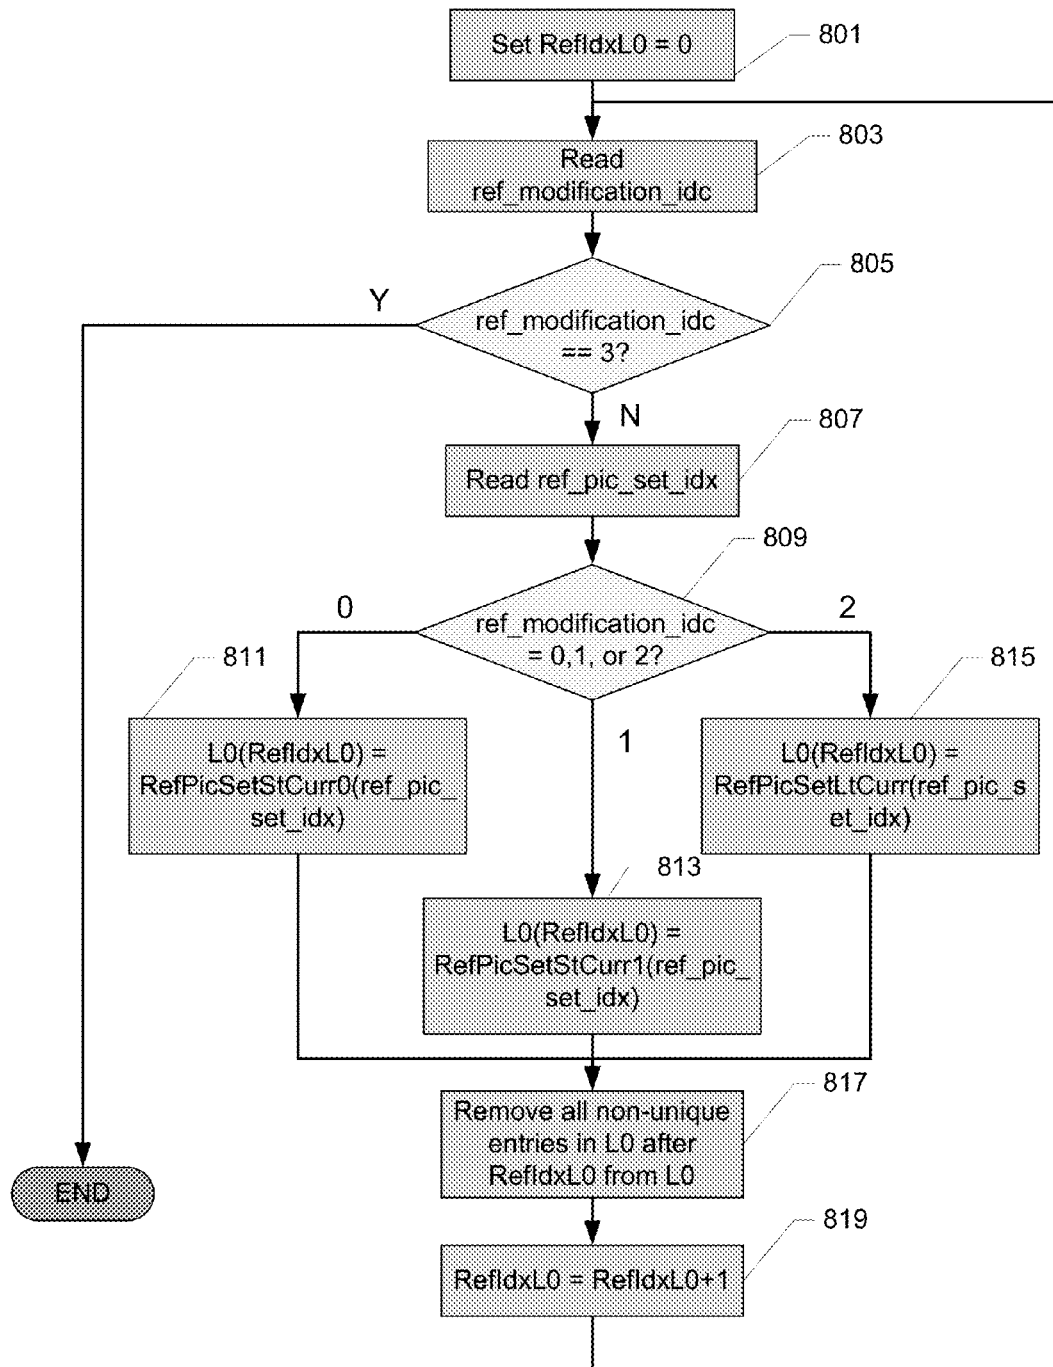 Set RefIdxL0 = 0
801
Read
ref_modification_idc
803
805
Y
ref_modification_idc
== 3?
N
807
Read ref_pic_set_idx
809
0
ref_modification_idc
= 0,1, or 2?
2
811
815
L0(RefIdxL0) =
RefPicSetStCurr0(ref_pic_
set_idx)
1
L0(RefIdxL0) =
RefPicSetLtCurr(ref_pic_s
et_idx)
813
L0(RefIdxL0) =
RefPicSetStCurr1(ref_pic_
set_idx)
817
Remove all non-unique
entries in L0 after
RefIdxL0 from L0
END
819
RefIdxL0 = RefIdxL0+1